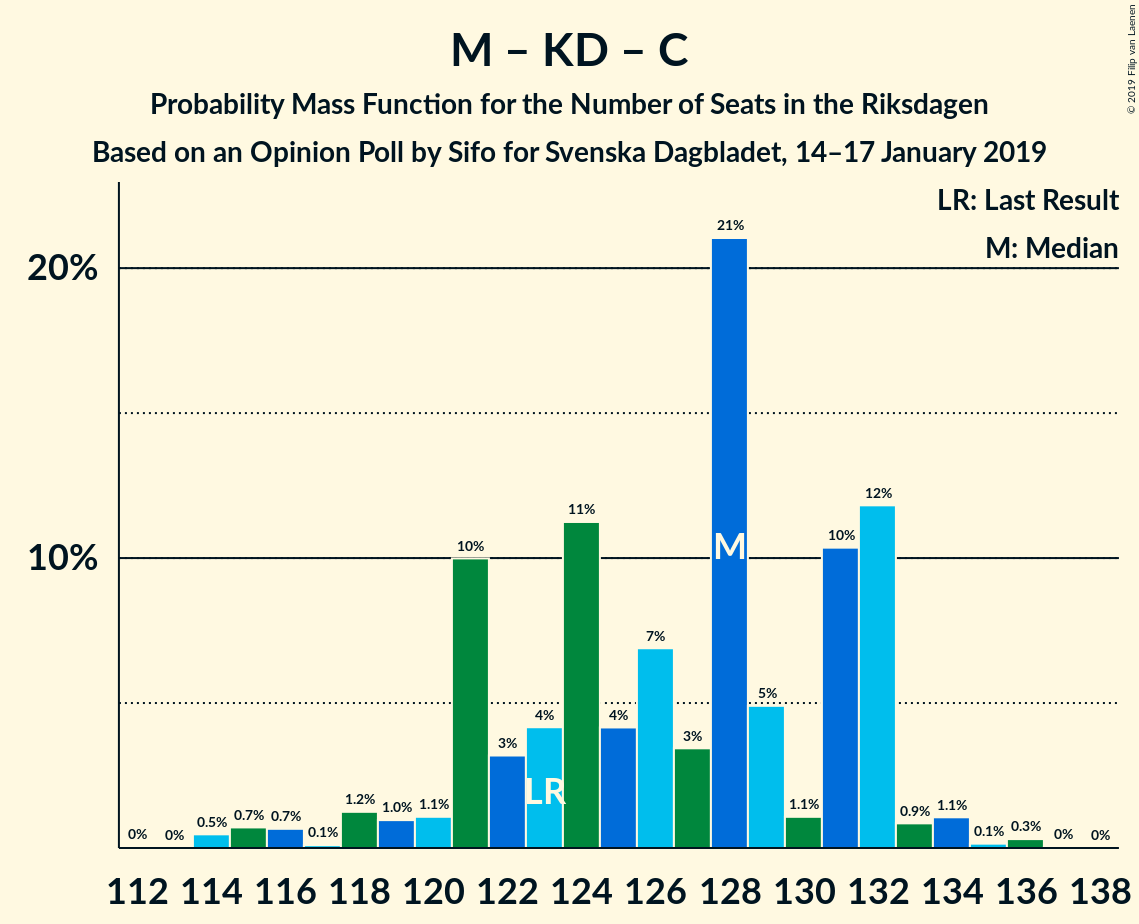 M – KD – C
Probability Mass Function for the Number of Seats in the Riksdagen
Based on an Opinion Poll by Sifo for Svenska Dagbladet, 14–17 January 2019
© 2019 Filip van Laenen
LR: Last Result
M: Median
20%
10%
0% 0% 0.5% 0.7% 0.7% 0.1% 1.2% 1.0% 1.1% 10% 3% 4% 11% 4% 7% 3% 21% 5% 1.1% 10% 12% 0.9% 1.1% 0.1% 0.3% 0% 0%
LR
M
112 114 116 118 120 122 124 126 128 130 132 134 136 138